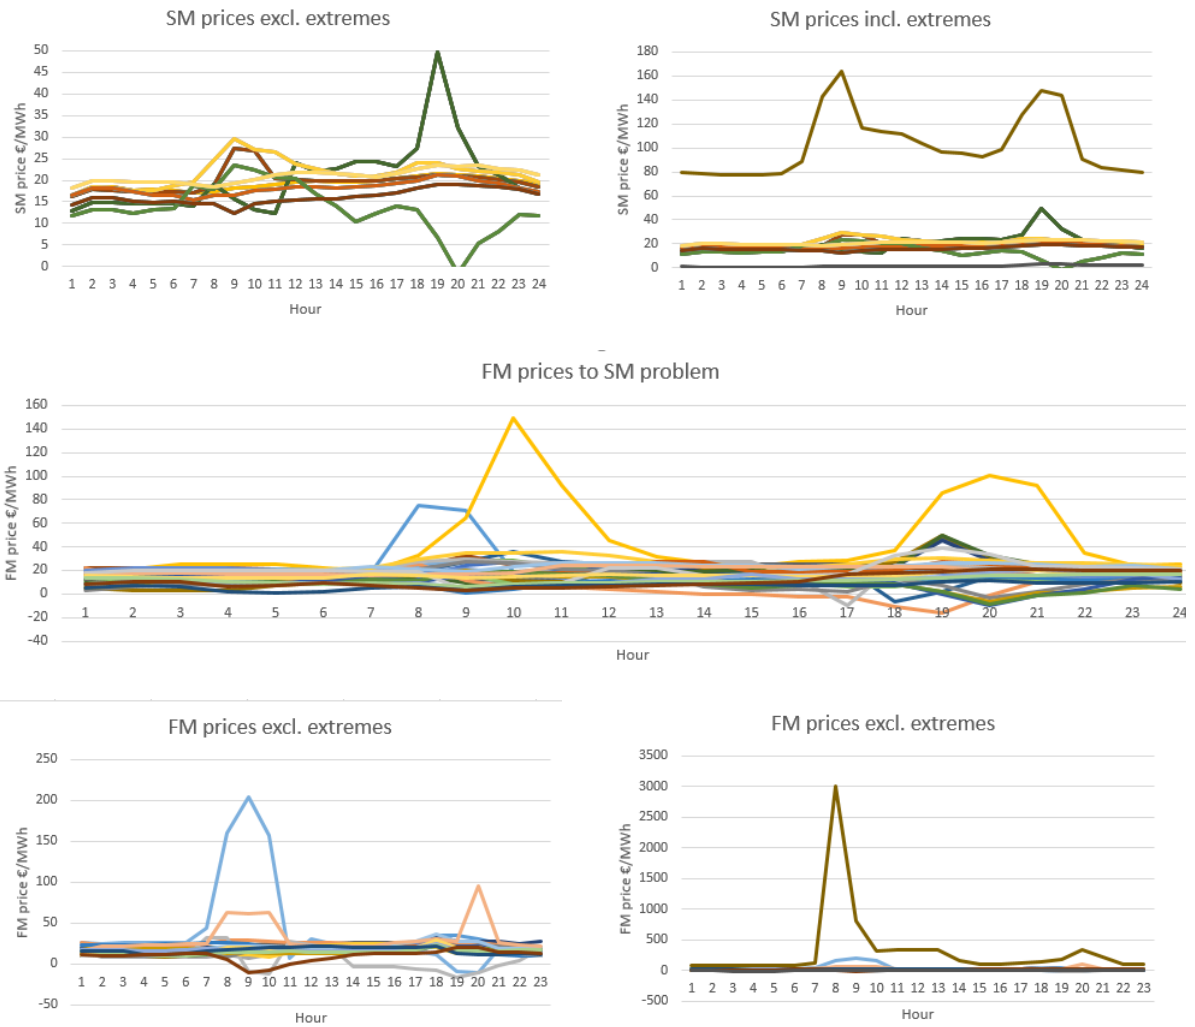 SM prices excl. extremes
SM price €/MWh
50
45
40
35
30
25
20
15
10
5
0
1 2 3 4 5 6 7 8 9 10 11 12 13 14 15 16 17 18 19 20 21 22 23 24
Hour
SM prices incl. extremes
SM price €/MWh
180
160
140
120
100
80
60
40
20
0
1 2 3 4 5 6 7 8 9 10 11 12 13 14 15 16 17 18 19 20 21 22 23 24
Hour
FM prices to SM problem
FM price €/MWh
160
140
120
100
80
60
40
20
0
-20
-40
1 2 3 4 5 6 7 8 9 10 11 12 13 14 15 16 17 18 19 20 21 22 23 24
Hour
FM prices excl. extremes
FM price €/MWh
250
200
150
100
50
0
-50
1 2 3 4 5 6 7 8 9 10 11 12 13 14 15 16 17 18 19 20 21 22 23
Hour
FM prices excl. extremes
FM price €/MWh
3500
3000
2500
2000
1500
1000
500
0
-500
1 2 3 4 5 6 7 8 9 10 11 12 13 14 15 16 17 18 19 20 21 22 23
Hour